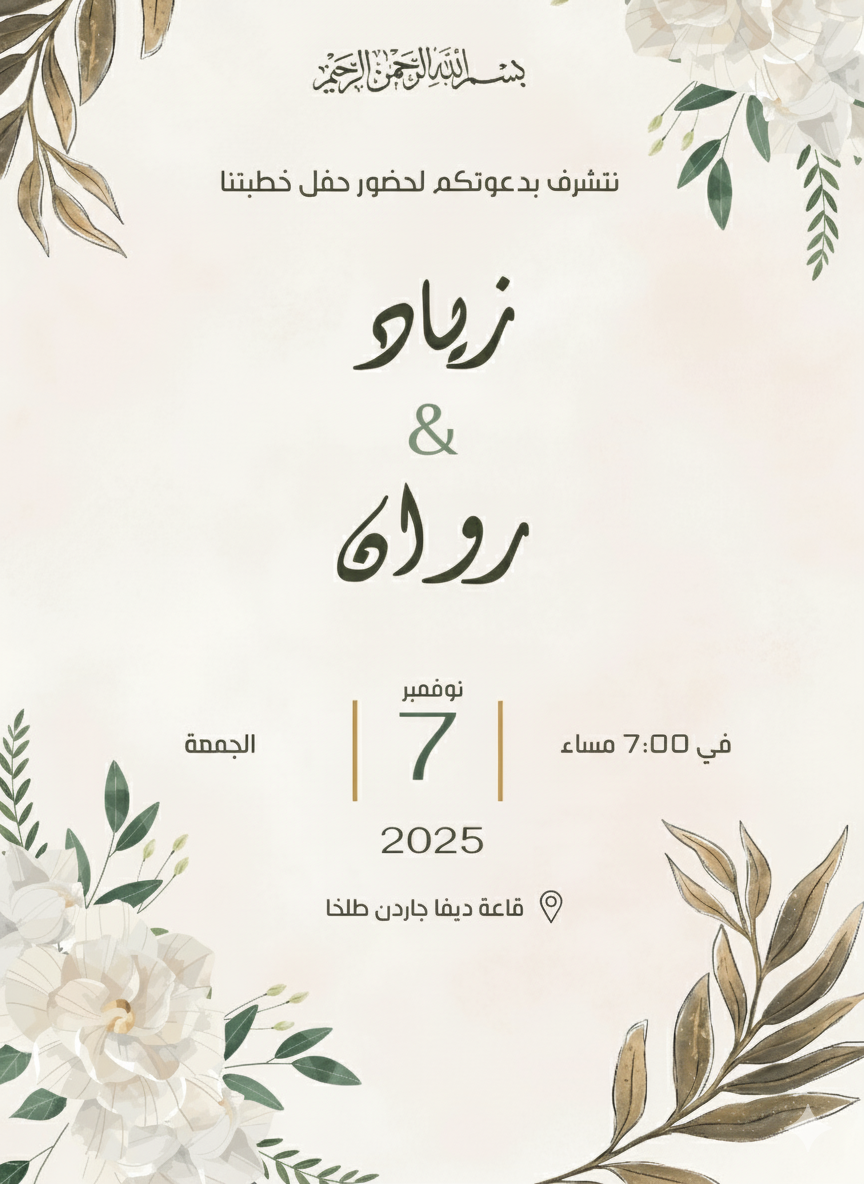 بسم الله الرحمن الرحيم
نتشرف بدعوتكم لحضور حفل خطبتنا
زياد
&
روان
نوفمبر
في 7:00 مساء
7
الجمعة
2025
قاعة ديفا جاردن طلخا